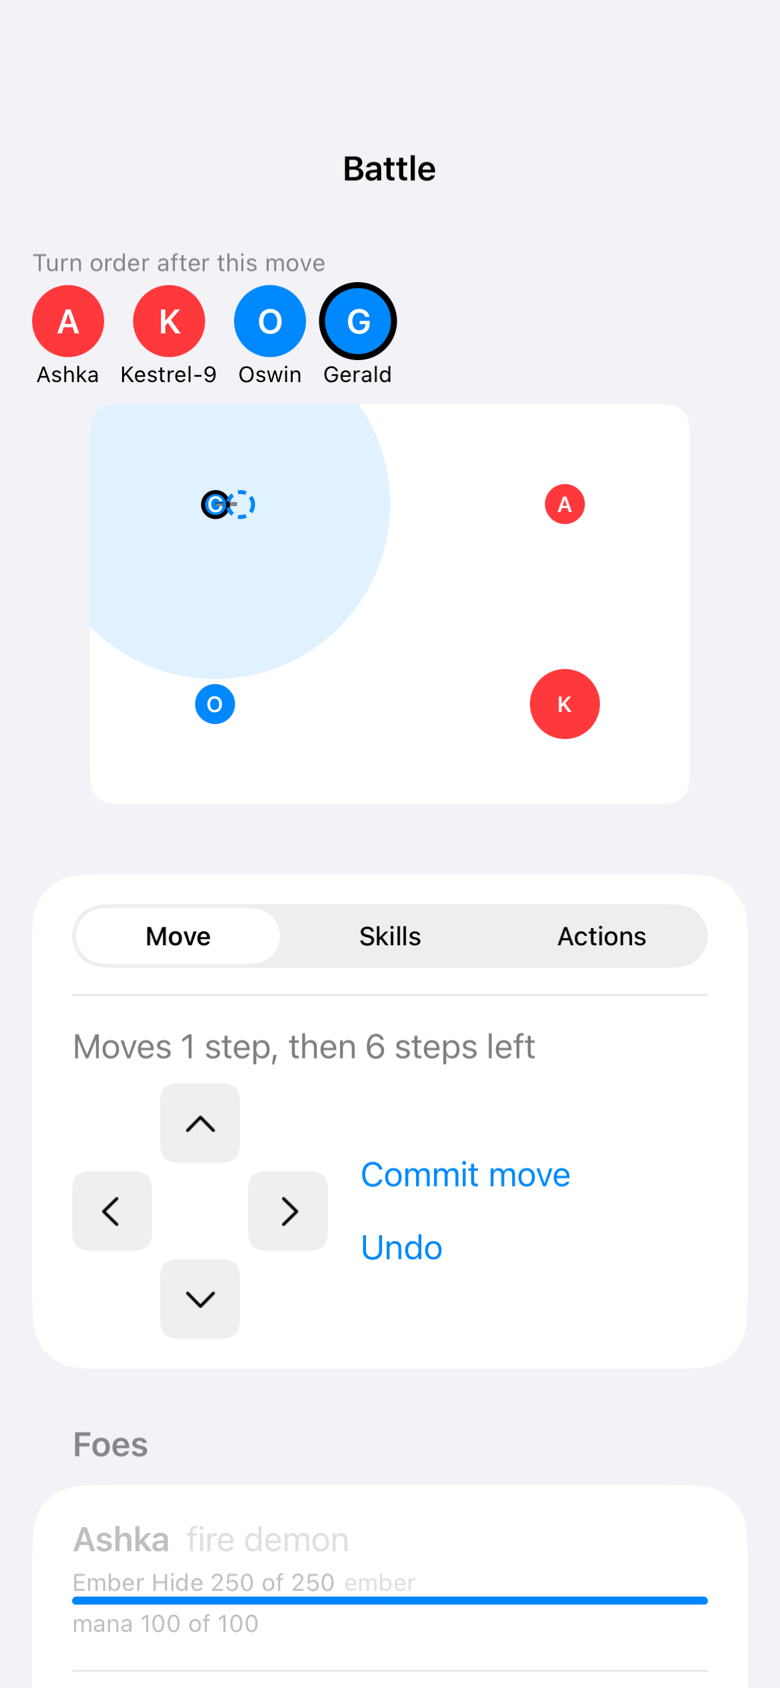 Battle
Turn order after this move
A K O G
Ashka Kestrel-9 Oswin Gerald
G A
O K
Move Skills Actions
Moves 1 step, then 6 steps left
Commit move
Undo
Foes
Ashka fire demon
Ember Hide 250 of 250 ember
mana 100 of 100